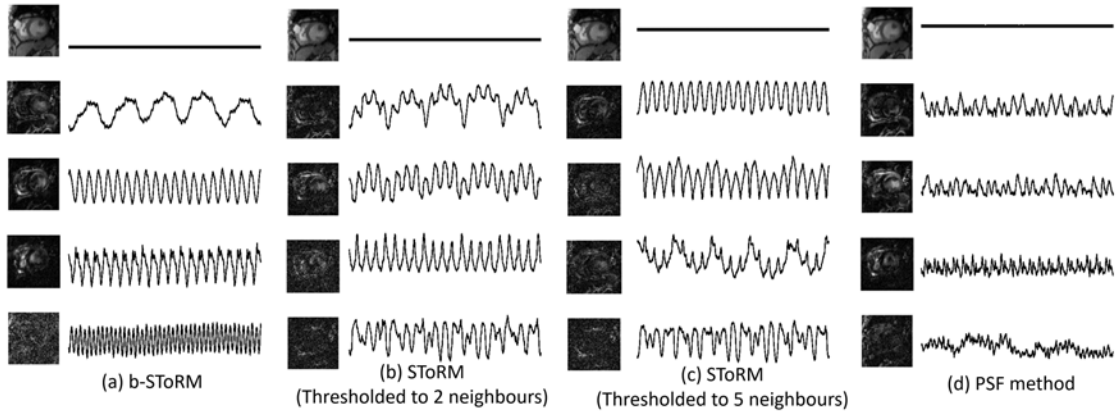 (a) b-SToRM
(b) SToRM
(Thresholded to 2 neighbours)
(c) SToRM
(Thresholded to 5 neighbours)
(d) PSF method